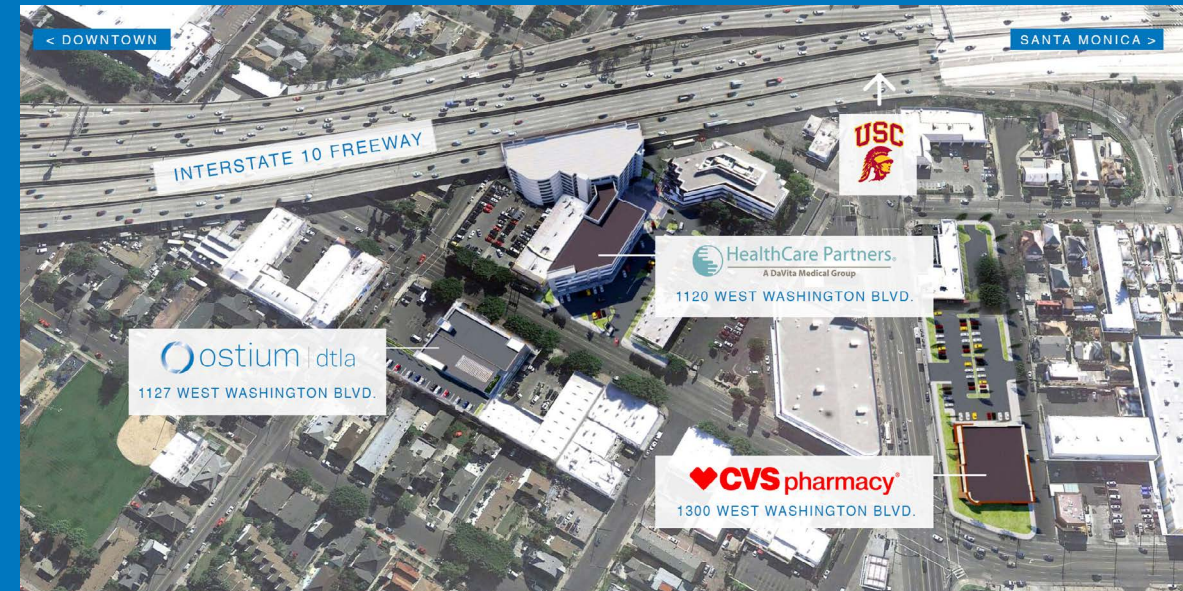 < DOWNTOWN
SANTA MONICA >
INTERSTATE 10 FREEWAY
USC
HealthCare Partners®
A DaVita Medical Group
1120 WEST WASHINGTON BLVD.
ostium | dtla
1127 WEST WASHINGTON BLVD.
CVS pharmacy®
1300 WEST WASHINGTON BLVD.